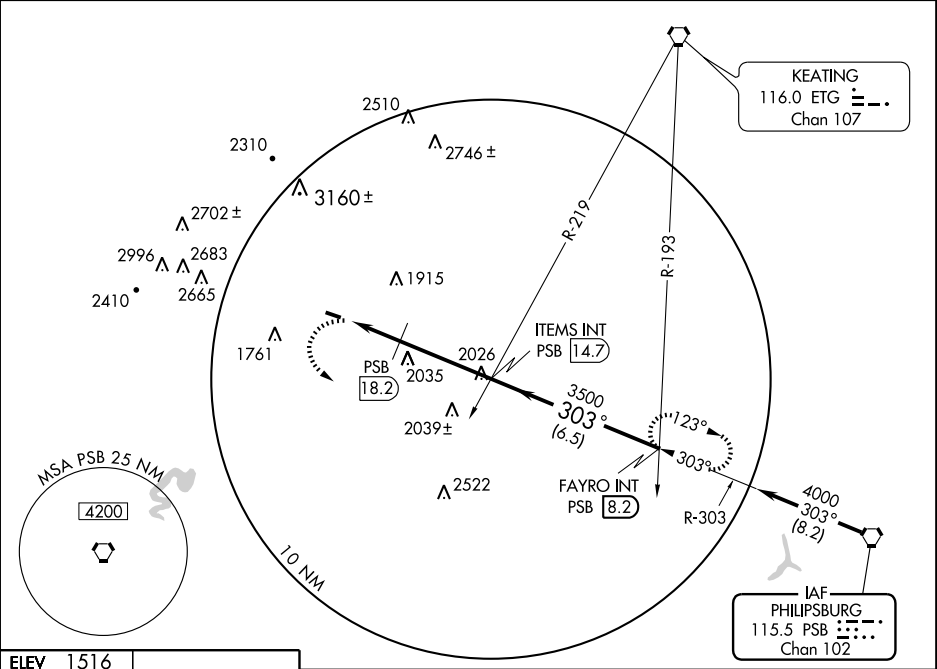 KEATING
116.0 ETG
Chan 107
2510
2746 ±
2310
3160 ±
R-219
R-193
2702 ±
2996
2683
2665
2410
1915
1761
ITEMS INT
PSB 14.7
2026
PSB
18.2
2035
2039 ±
3500
303°
(6.5)
123°
303°
2522
FAYRO INT
PSB 8.2
R-303
4000
303°
(8.2)
MSA PSB 25 NM
4200
10 NM
IAF
PHILIPSBURG
115.5 PSB
Chan 102
ELEV 1516